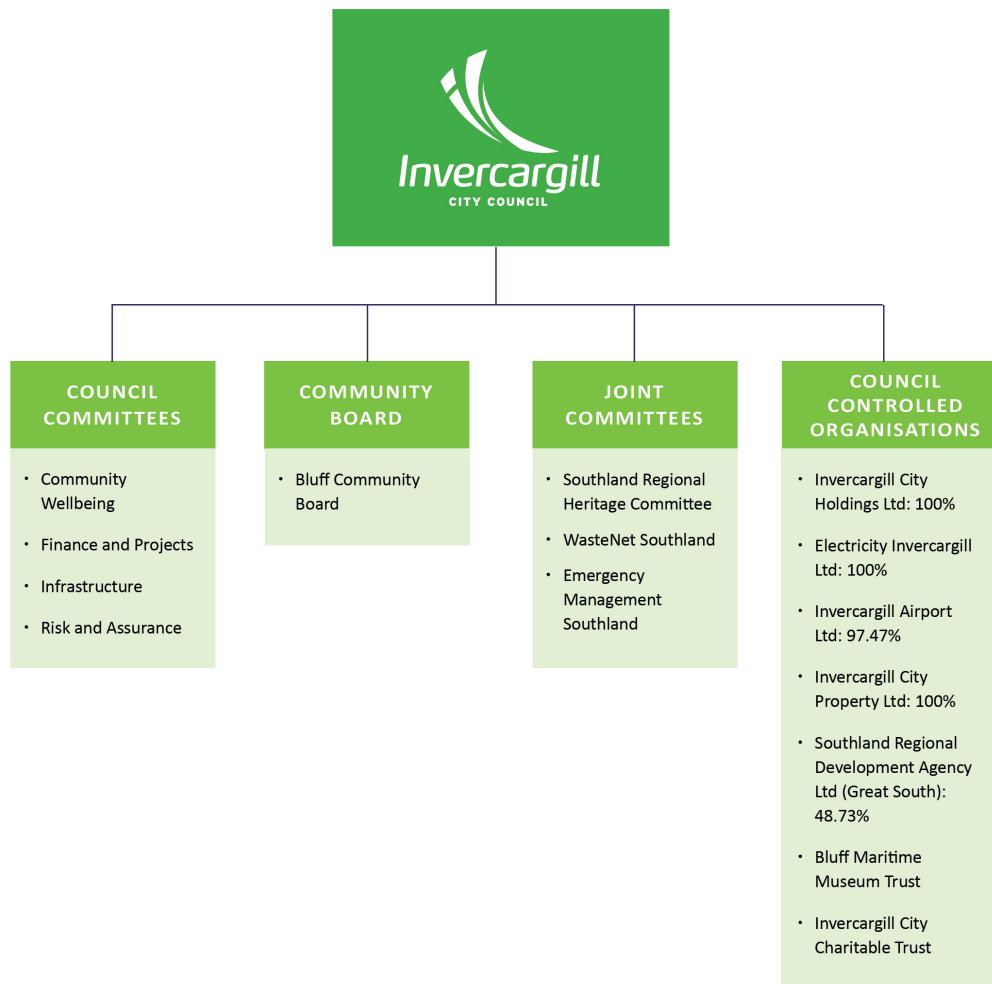 Invercargill
CITY COUNCIL
COUNCIL
COMMITTEES
• Community
Wellbeing
• Finance and Projects
• Infrastructure
• Risk and Assurance
COMMUNITY
BOARD
• Bluff Community
Board
JOINT
COMMITTEES
• Southland Regional
Heritage Committee
• WasteNet Southland
• Emergency
Management
Southland
COUNCIL
CONTROLLED
ORGANISATIONS
• Invercargill City
Holdings Ltd: 100%
• Electricity Invercargill
Ltd: 100%
• Invercargill Airport
Ltd: 97.47%
• Invercargill City
Property Ltd: 100%
• Southland Regional
Development Agency
Ltd (Great South):
48.73%
• Bluff Maritime
Museum Trust
• Invercargill City
Charitable Trust